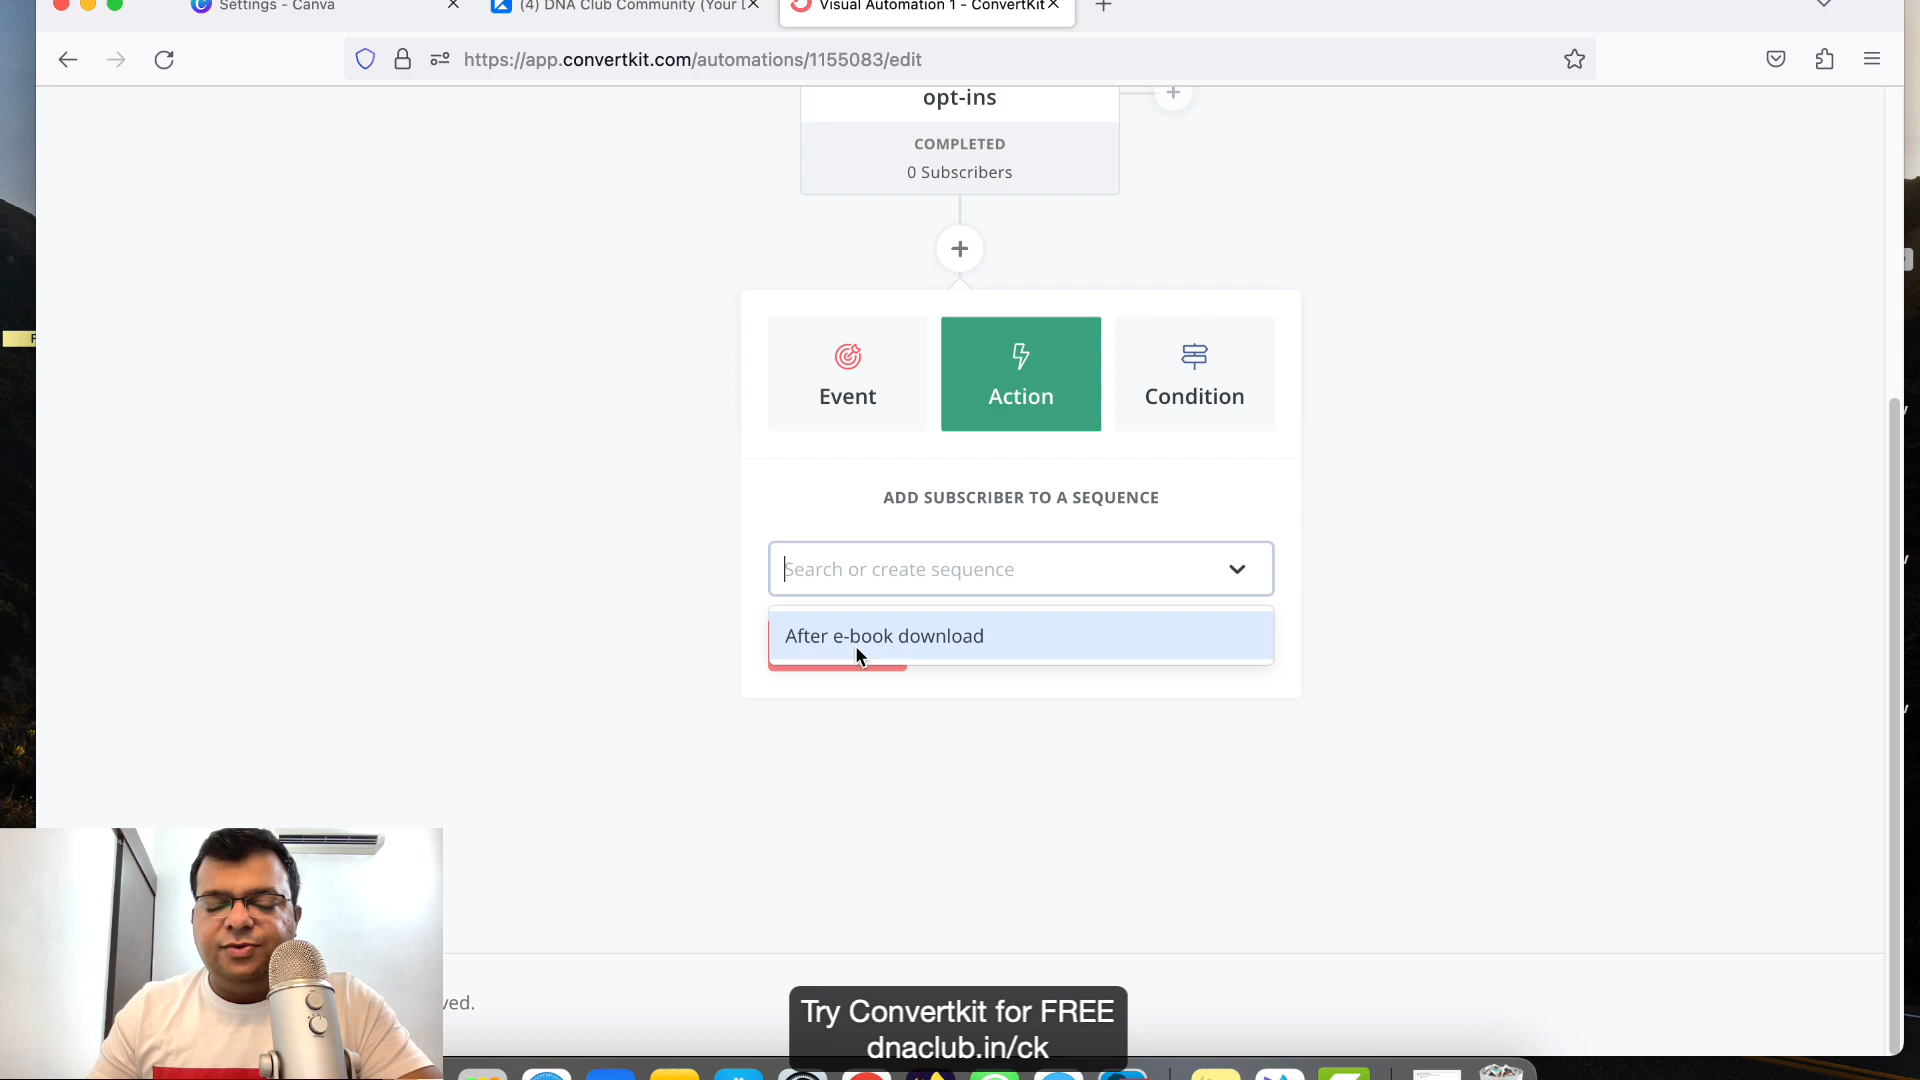 Settings - Canva
(4) DNA Club Community (Your
Visual Automation 1 - ConvertKit
https://app.convertkit.com/automations/1155083/edit
opt-ins
COMPLETED
0 Subscribers
Event
Action
Condition
ADD SUBSCRIBER TO A SEQUENCE
Search or create sequence
After e-book download
ved.
Try Convertkit for FREE
dnaclub.in/ck